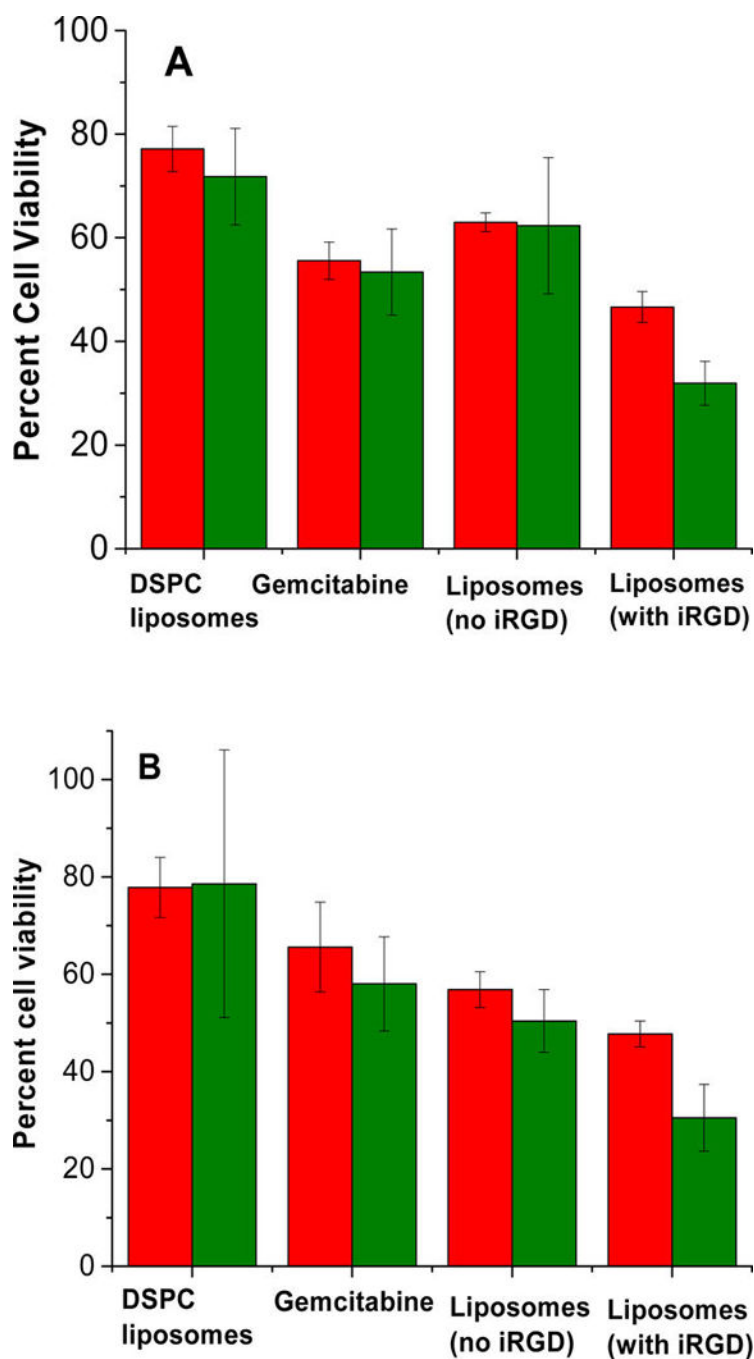 A
Percent Cell Viability
100
80
60
40
20
0
DSPC
liposomes
Gemcitabine
Liposomes
(no iRGD)
Liposomes
(with iRGD)
B
Percent cell viability
100
80
60
40
20
0
DSPC
liposomes
Gemcitabine
Liposomes
(no iRGD)
Liposomes
(with iRGD)